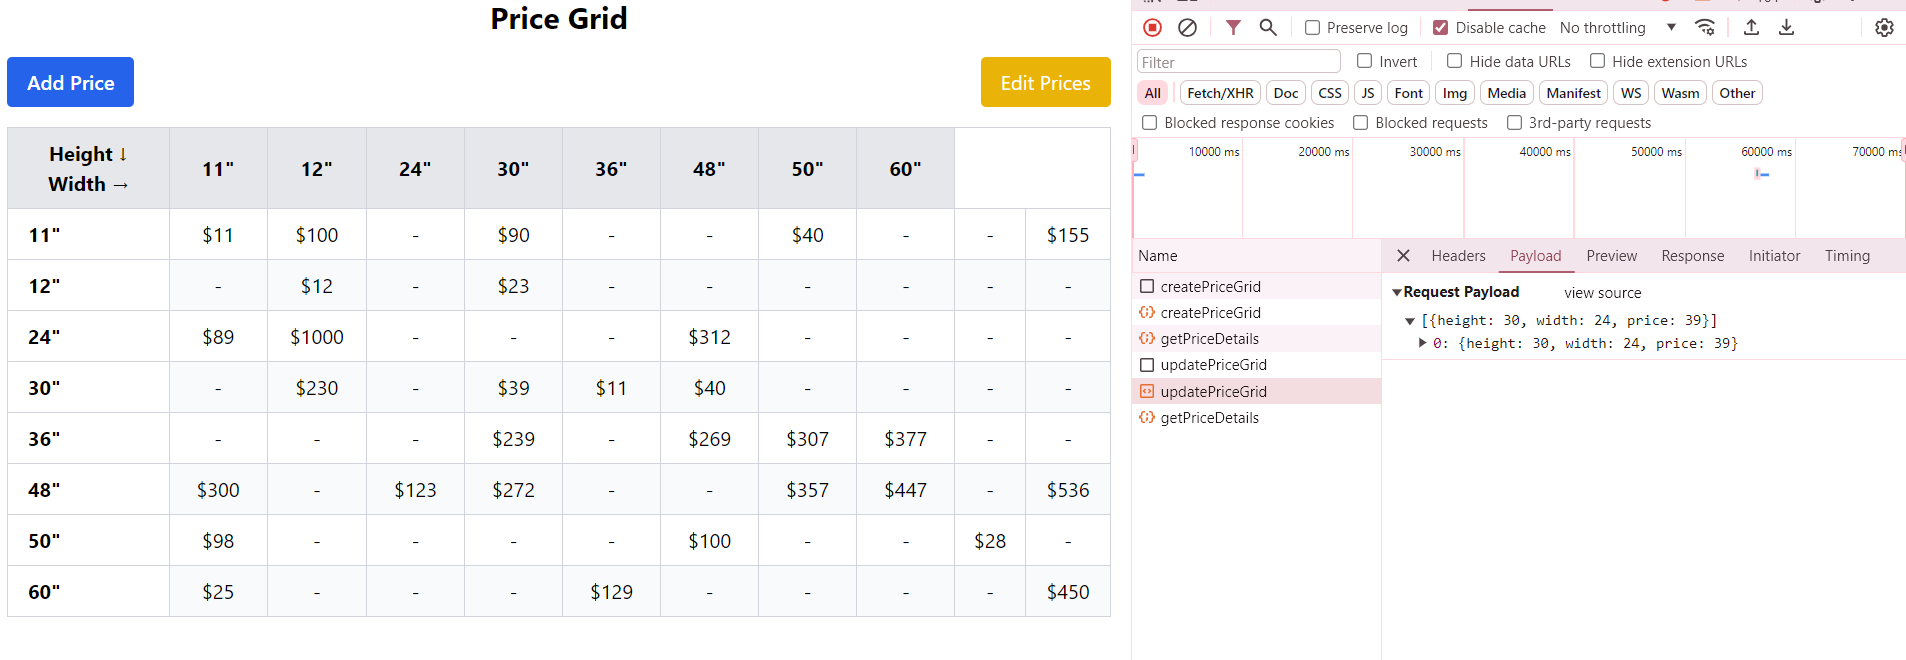 Price Grid
Add Price
Edit Prices
Height ↓
Width →
11" 12" 24" 30" 36" 48" 50" 60"
11" $11 $100 - $90 - - $40 - - $155
12" - $12 - $23 - - - - - -
24" $89 $1000 - - - $312 - - - -
30" - $230 - $39 $11 $40 - - - -
36" - - - $239 - $269 $307 $377 - -
48" $300 - $123 $272 - - $357 $447 - $536
50" $98 - - - - $100 - - $28 -
60" $25 - - - $129 - - - - $450
Preserve log Disable cache No throttling
Filter Invert Hide data URLs Hide extension URLs
All Fetch/XHR Doc CSS JS Font Img Media Manifest WS Wasm Other
Blocked response cookies Blocked requests 3rd-party requests
10000 ms 20000 ms 30000 ms 40000 ms 50000 ms 60000 ms 70000 ms
Name
createPriceGrid
createPriceGrid
getPriceDetails
updatePriceGrid
updatePriceGrid
getPriceDetails
Headers Payload Preview Response Initiator Timing
Request Payload view source
[{height: 30, width: 24, price: 39}]
0: {height: 30, width: 24, price: 39}